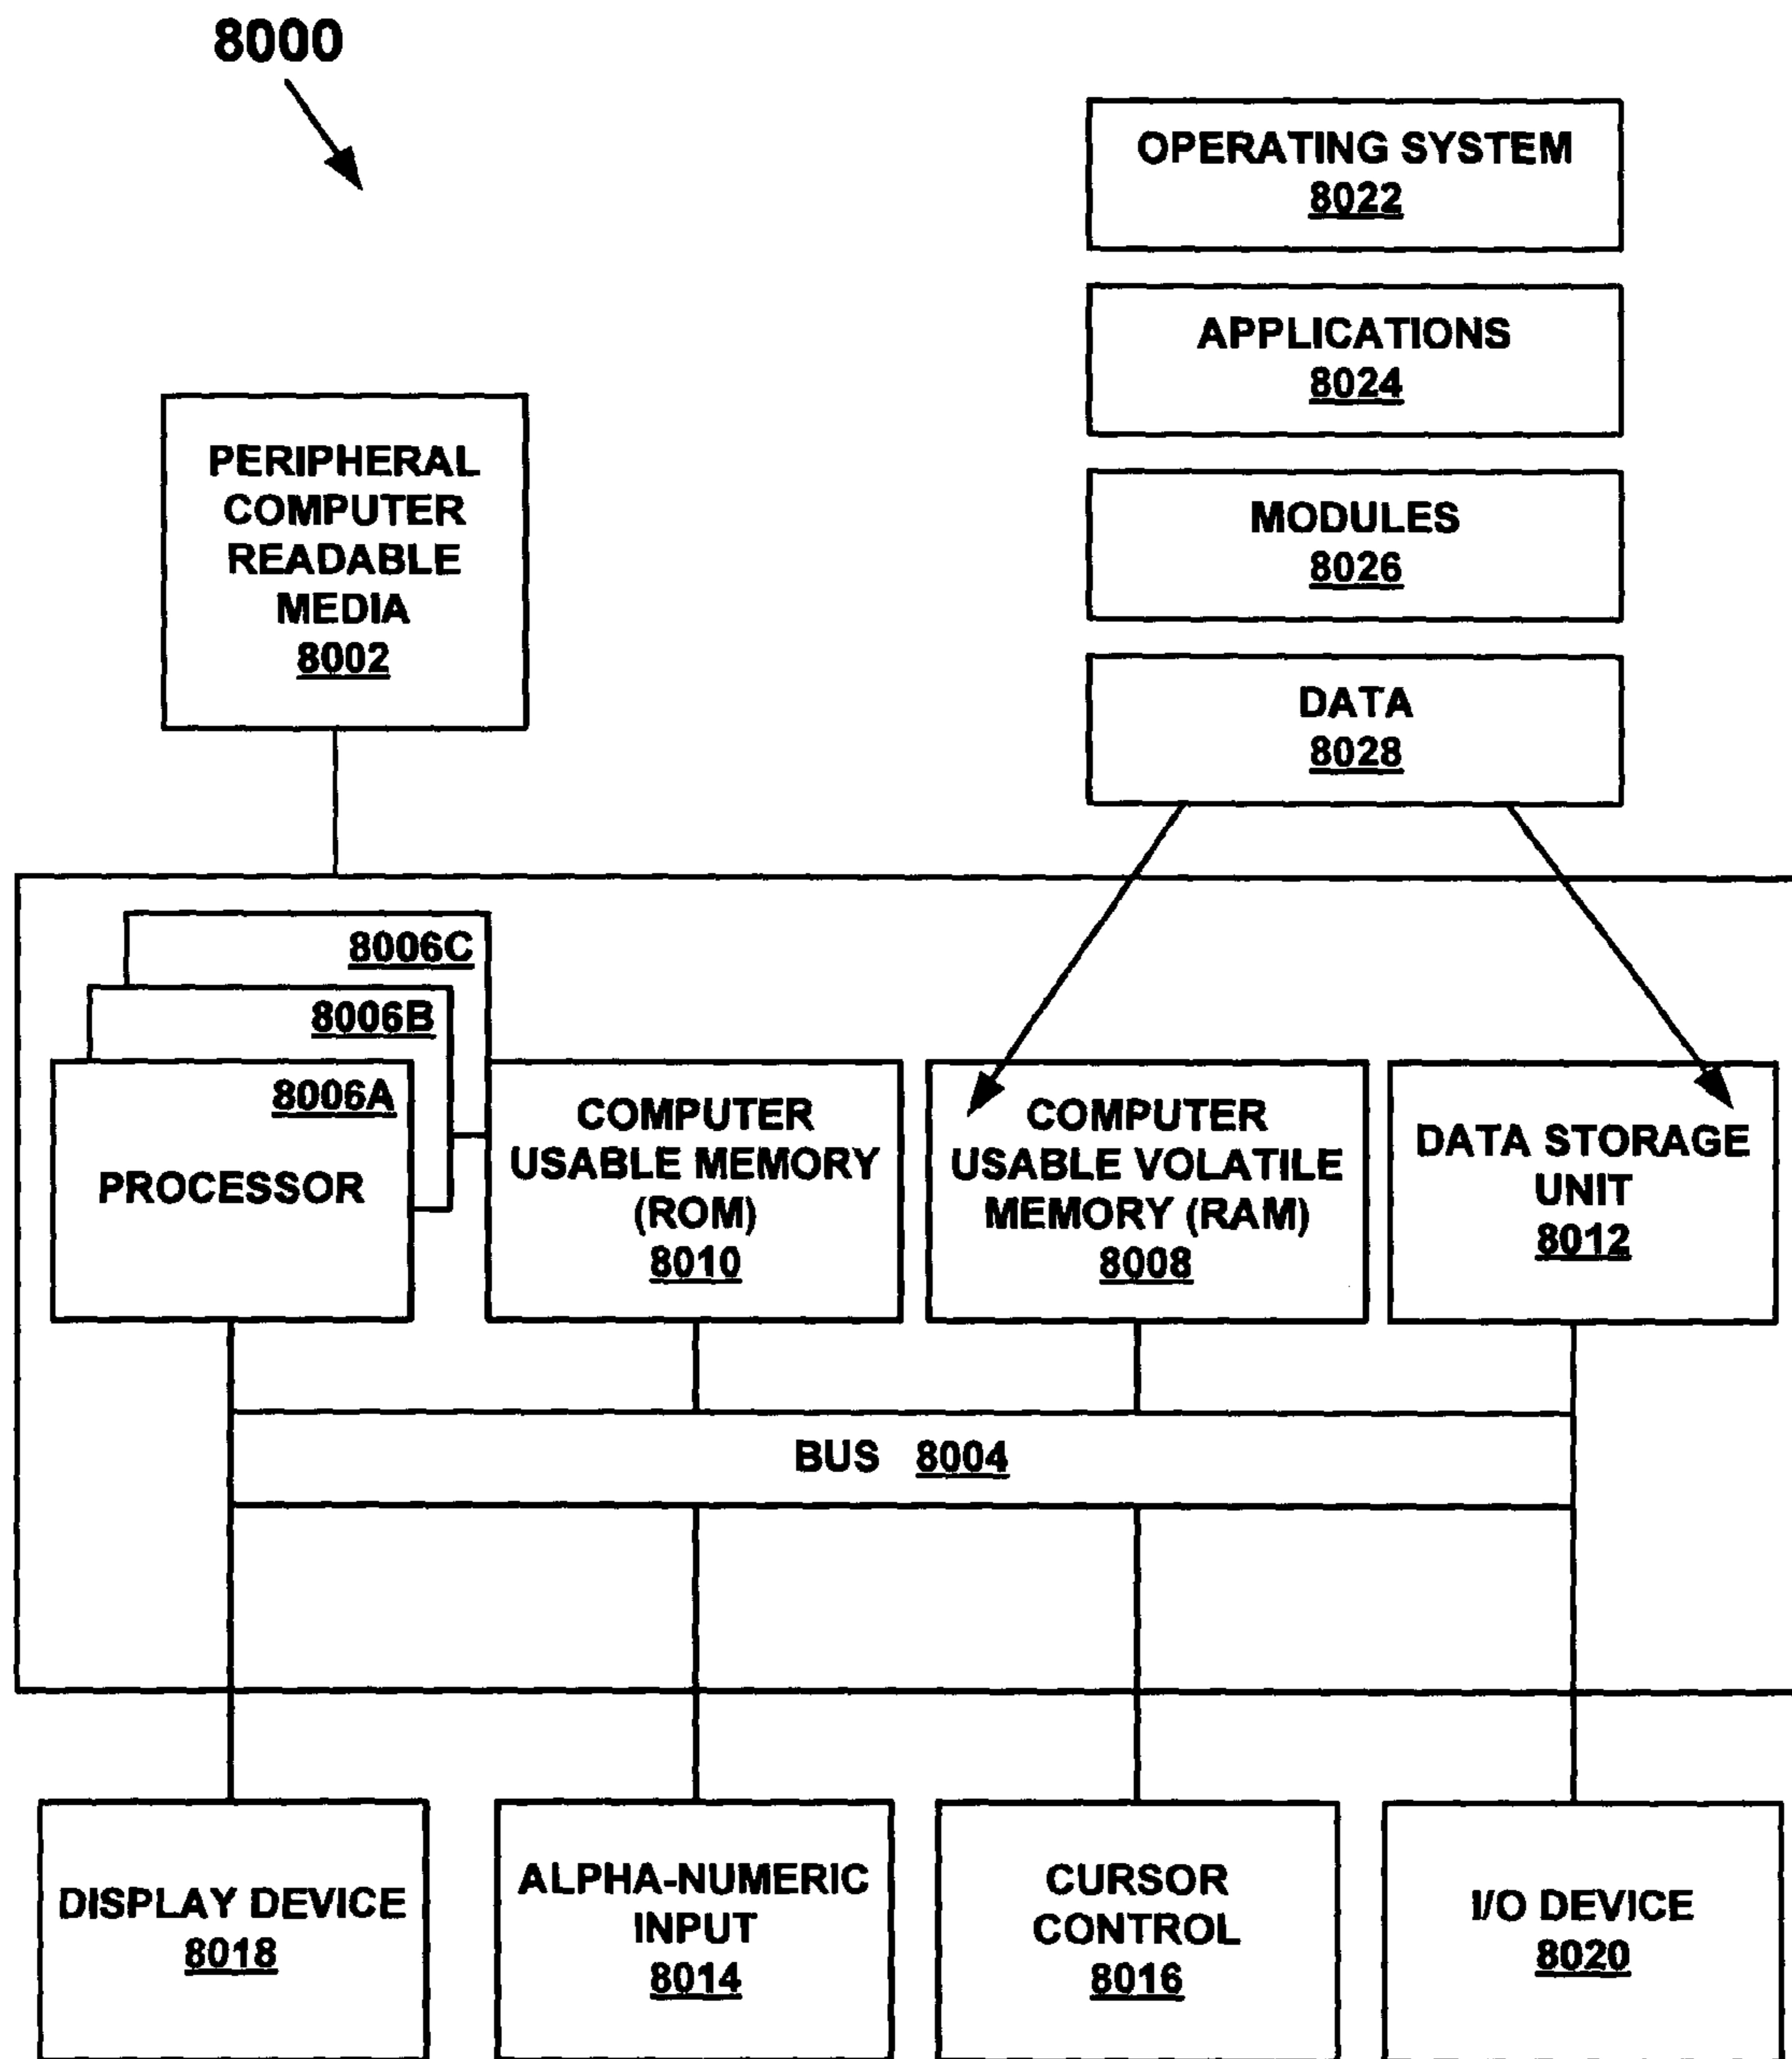 8000
OPERATING SYSTEM
8022
APPLICATIONS
8024
MODULES
8026
DATA
8028
PERIPHERAL
COMPUTER
READABLE
MEDIA
8002
8006C
8006B
8006A
PROCESSOR
COMPUTER
USABLE MEMORY
(ROM)
8010
COMPUTER
USABLE VOLATILE
MEMORY (RAM)
8008
DATA STORAGE
UNIT
8012
BUS 8004
DISPLAY DEVICE
8018
ALPHA-NUMERIC
INPUT
8014
CURSOR
CONTROL
8016
I/O DEVICE
8020